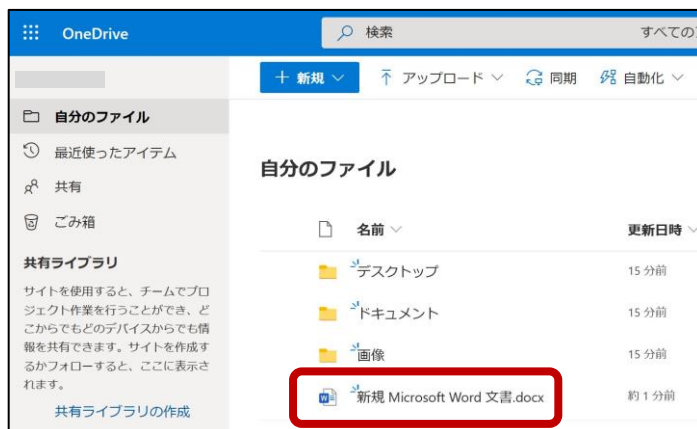 OneDrive
検索
すべての
＋ 新規
アップロード
同期
自動化
自分のファイル
最近使ったアイテム
共有
ごみ箱
共有ライブラリ
サイトを使用すると、チームでプロ
ジェクト作業を行うことができ、ど
こからでもどのデバイスからでも情
報を共有できます。サイトを作成す
るかフォローすると、ここに表示さ
れます。
共有ライブラリの作成
自分のファイル
名前
更新日時
デスクトップ
15 分前
ドキュメント
15 分前
画像
15 分前
新規 Microsoft Word 文書.docx
約 1 分前